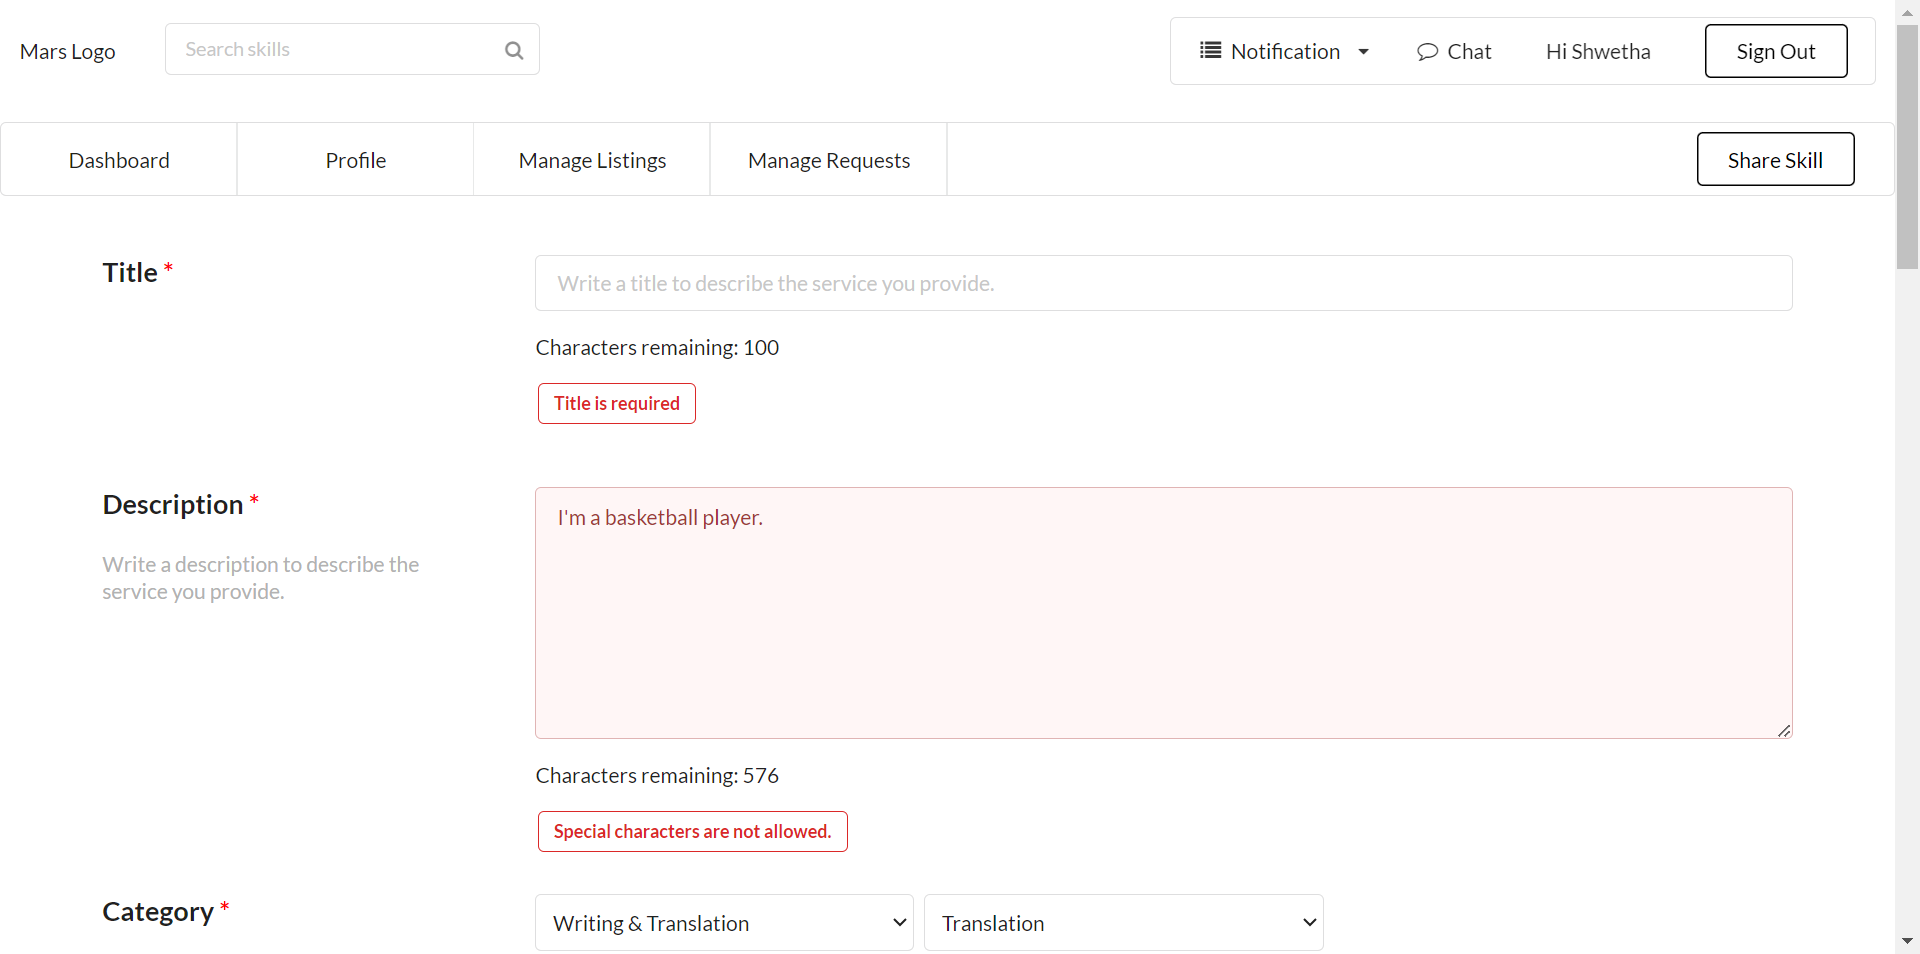 Mars Logo
Search skills
Notification
Chat
Hi Shwetha
Sign Out
Dashboard
Profile
Manage Listings
Manage Requests
Share Skill
Title *
Write a title to describe the service you provide.
Characters remaining: 100
Title is required
Description *
Write a description to describe the
service you provide.
I'm a basketball player.
Characters remaining: 576
Special characters are not allowed.
Category *
Writing & Translation
Translation